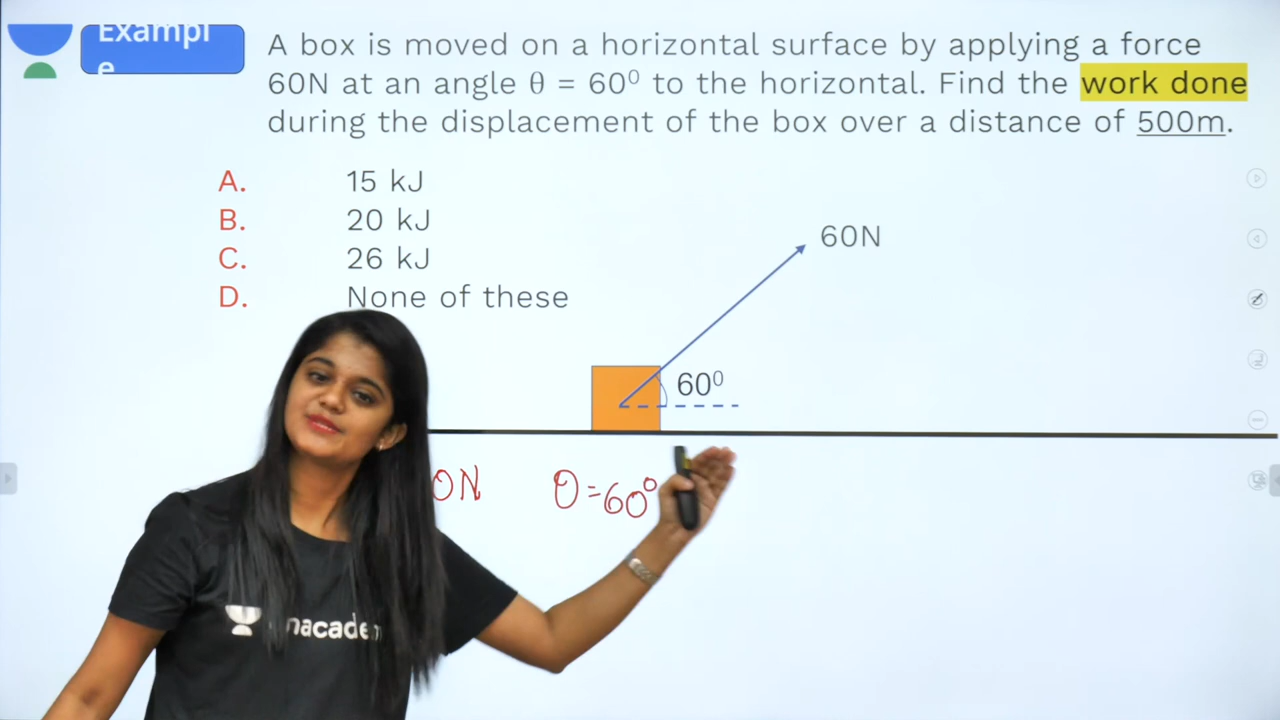 Exampl
e
A box is moved on a horizontal surface by applying a force
60N at an angle θ = 60⁰ to the horizontal. Find the work done
during the displacement of the box over a distance of 500m.
A. 15 kJ
B. 20 kJ
C. 26 kJ
D. None of these
60N
60⁰
0N θ=60°
unacadem